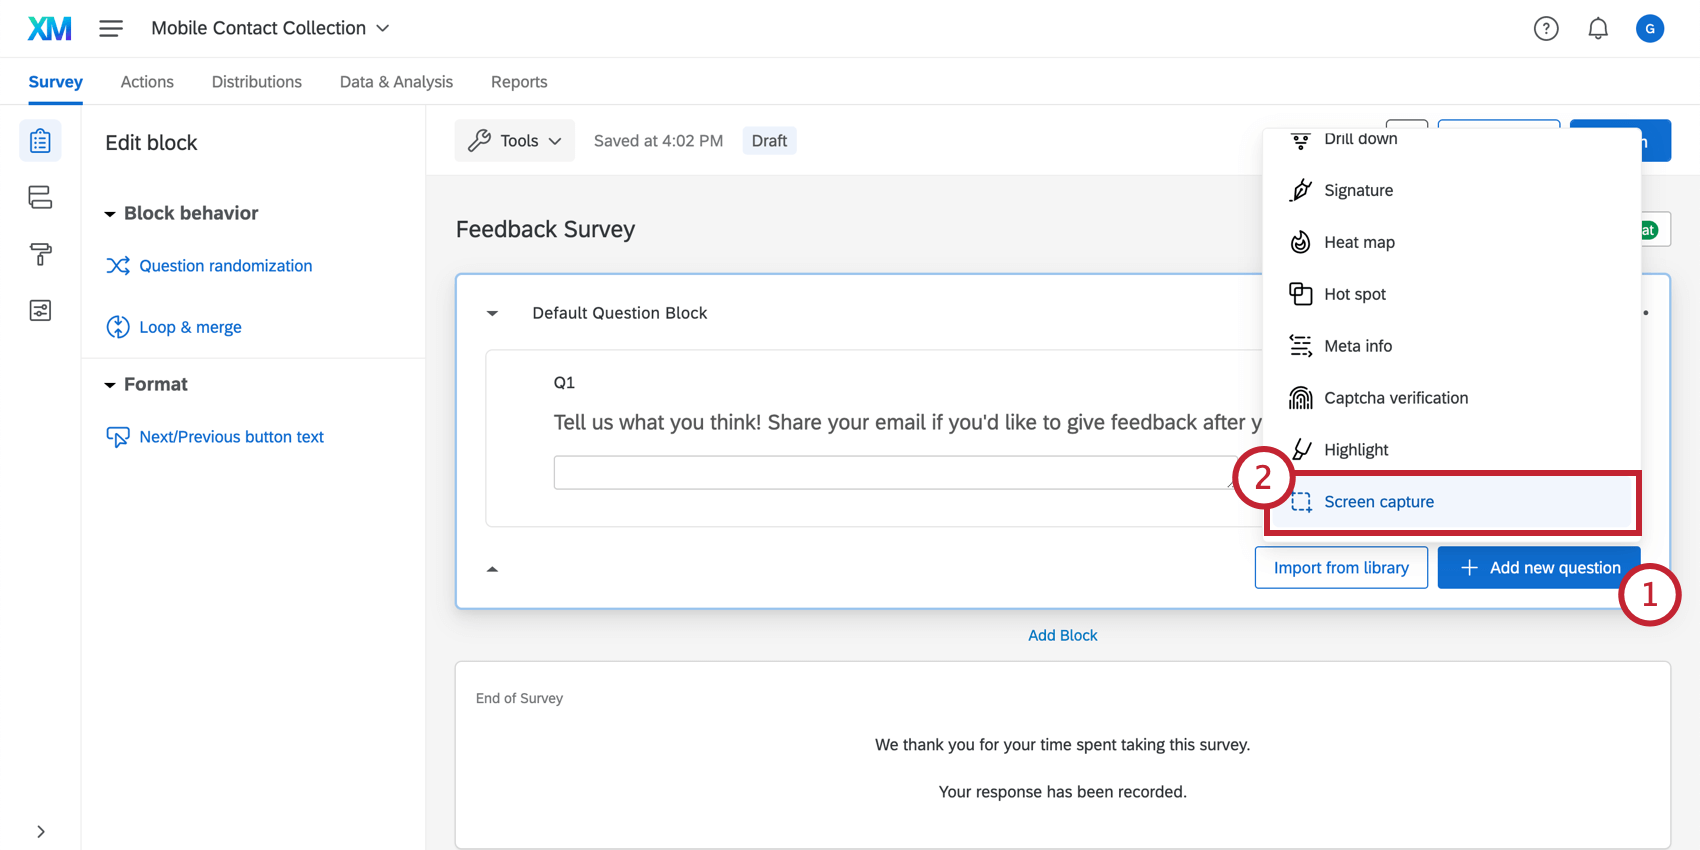 XM
Mobile Contact Collection
?
G
Survey
Actions
Distributions
Data & Analysis
Reports
Edit block
Block behavior
Question randomization
Loop & merge
Format
Next/Previous button text
Tools
Saved at 4:02 PM
Draft
Feedback Survey
Default Question Block
Q1
Tell us what you think! Share your email if you'd like to give feedback after y
Drill down
Signature
Heat map
Hot spot
Meta info
Captcha verification
Highlight
2
Screen capture
Import from library
Add new question
1
Add Block
End of Survey
We thank you for your time spent taking this survey.
Your response has been recorded.